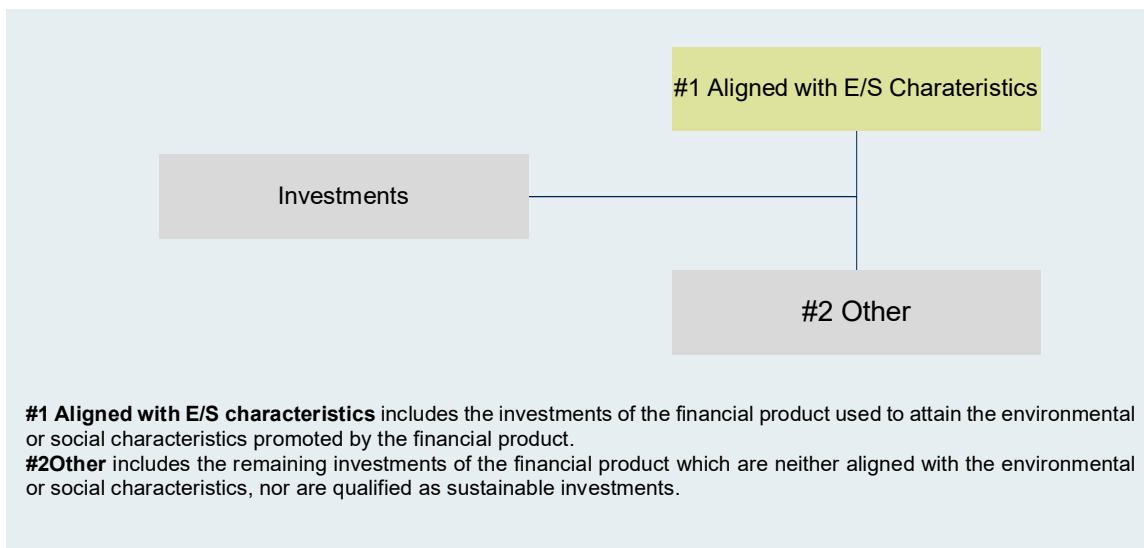 #1 Aligned with E/S Charateristics
Investments
#2 Other
#1 Aligned with E/S characteristics includes the investments of the financial product used to attain the environmental
or social characteristics promoted by the financial product.
#2Other includes the remaining investments of the financial product which are neither aligned with the environmental
or social characteristics, nor are qualified as sustainable investments.